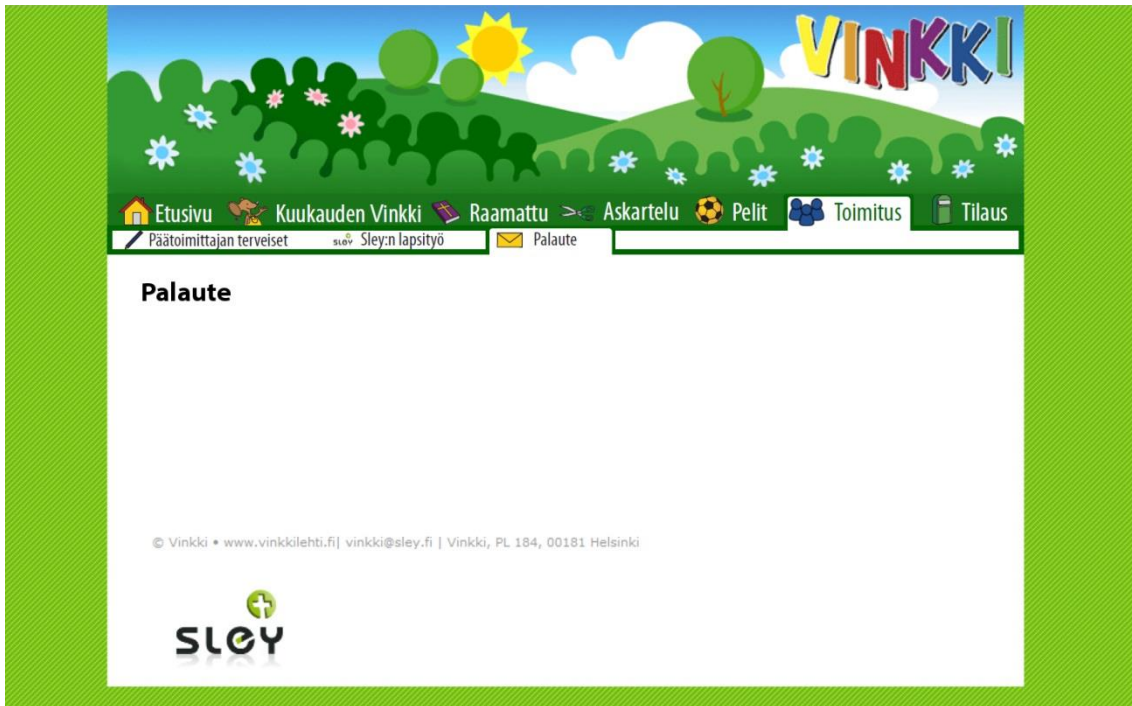 VINKKI
Etusivu Kuukauden Vinkki Raamattu Askartelu Pelit Toimitus Tilaus
Päätoimittajan terveiset SLEY Sley:n lapsityö Palaute
Palaute
© Vinkki • www.vinkkilehti.fi| vinkki@sley.fi | Vinkki, PL 184, 00181 Helsinki
SLEY